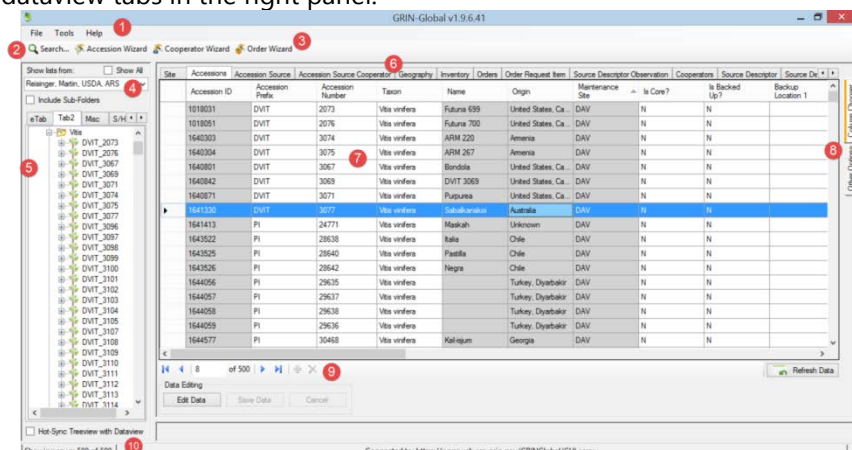 dataview tabs in the right panel.
GRIN-Global v1.9.6.41
File Tools Help 1
2 Search... Accession Wizard Cooperator Wizard Order Wizard 3
Show lists from: Show All
Reisinger, Martin, USDA, ARS 4
Include Sub-Folders
eTab Tab2 Mac S/H
5
Vitis
DVIT_2073
DVIT_2076
DVIT_3067
DVIT_3069
DVIT_3071
DVIT_3074
DVIT_3075
DVIT_3077
DVIT_3096
DVIT_3097
DVIT_3098
DVIT_3099
DVIT_3100
DVIT_3101
DVIT_3102
DVIT_3103
DVIT_3104
DVIT_3105
DVIT_3107
DVIT_3108
DVIT_3109
DVIT_3110
DVIT_3111
DVIT_3112
DVIT_3113
DVIT_3114
Hot-Sync Treeview with Dataview
10
6
Site Accessions Accession Source Accession Source Cooperator Geography Inventory Orders Order Request Item Source Descriptor Observation Cooperators Source Descriptor Source De
Accession ID Accession Prefix Accession Number Taxon Name Origin Maintenance Site Is Core? Is Backed Up? Backup Location 1
1018031 DVIT 2073 Vitis vinifera Futuna 699 United States, Ca... DAV N N
1018051 DVIT 2076 Vitis vinifera Futuna 700 United States, Ca... DAV N N
1640303 DVIT 3074 Vitis vinifera ARM 220 Armenia DAV N N
1640304 DVIT 3075 Vitis vinifera ARM 267 Armenia DAV N N
1640801 DVIT 3067 7 Vitis vinifera Bondola United States, Ca... DAV N N
1640842 DVIT 3069 Vitis vinifera DVIT 3069 United States, Ca... DAV N N
1640871 DVIT 3071 Vitis vinifera Purpurea United States, Ca... DAV N N
1641330 DVIT 3077 Vitis vinifera Sabalkanskoi Australia DAV N N
1641413 PI 24771 Vitis vinifera Maskah Unknown DAV N N
1643522 PI 28638 Vitis vinifera Italia Chile DAV N N
1643525 PI 28640 Vitis vinifera Pastilla Chile DAV N N
1643526 PI 28642 Vitis vinifera Negra Chile DAV N N
1644056 PI 29635 Vitis vinifera Turkey, Diyarbakir DAV N N
1644057 PI 29637 Vitis vinifera Turkey, Diyarbakir DAV N N
1644058 PI 29638 Vitis vinifera Turkey, Diyarbakir DAV N N
1644059 PI 29636 Vitis vinifera Turkey, Diyarbakir DAV N N
1644577 PI 30468 Vitis vinifera Kal-isjum Georgia DAV N N
8 of 500 9
Refresh Data
Data Editing
Edit Data Save Data Cancel
8
Other Options